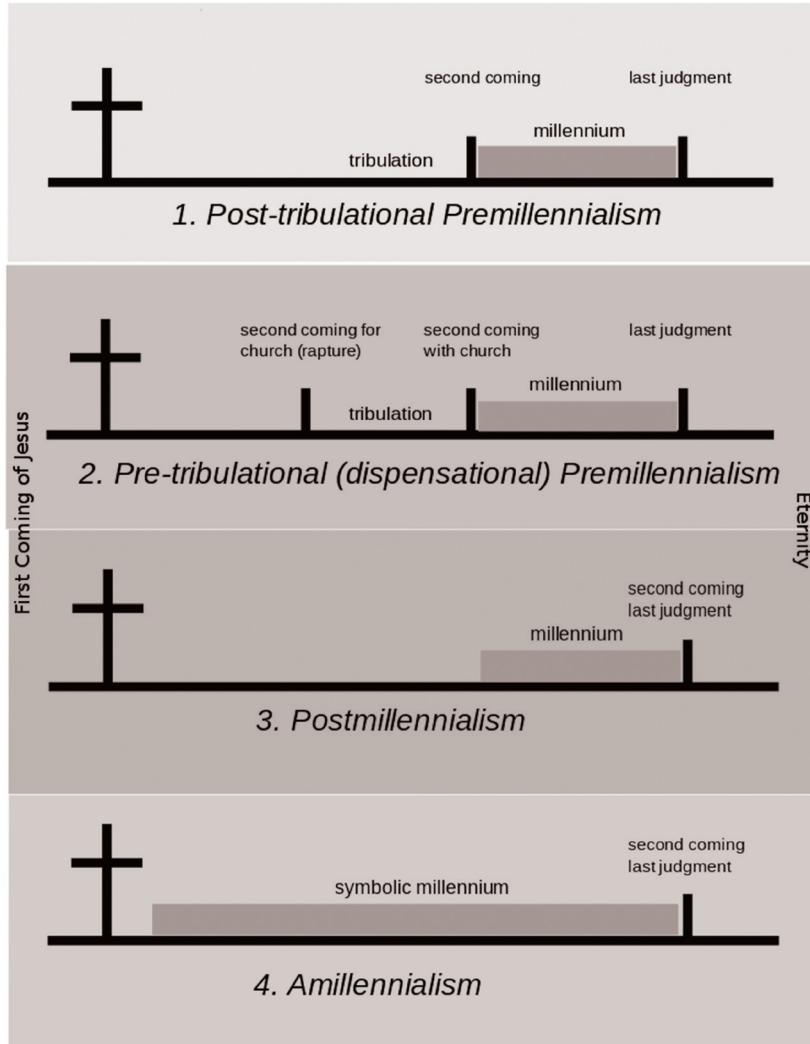 second coming
last judgment
millennium
tribulation
1. Post-tribulational Premillennialism
second coming for
church (rapture)
second coming
with church
last judgment
millennium
tribulation
2. Pre-tribulational (dispensational) Premillennialism
First Coming of Jesus
Eternity
second coming
last judgment
millennium
3. Postmillennialism
second coming
last judgment
symbolic millennium
4. Amillennialism